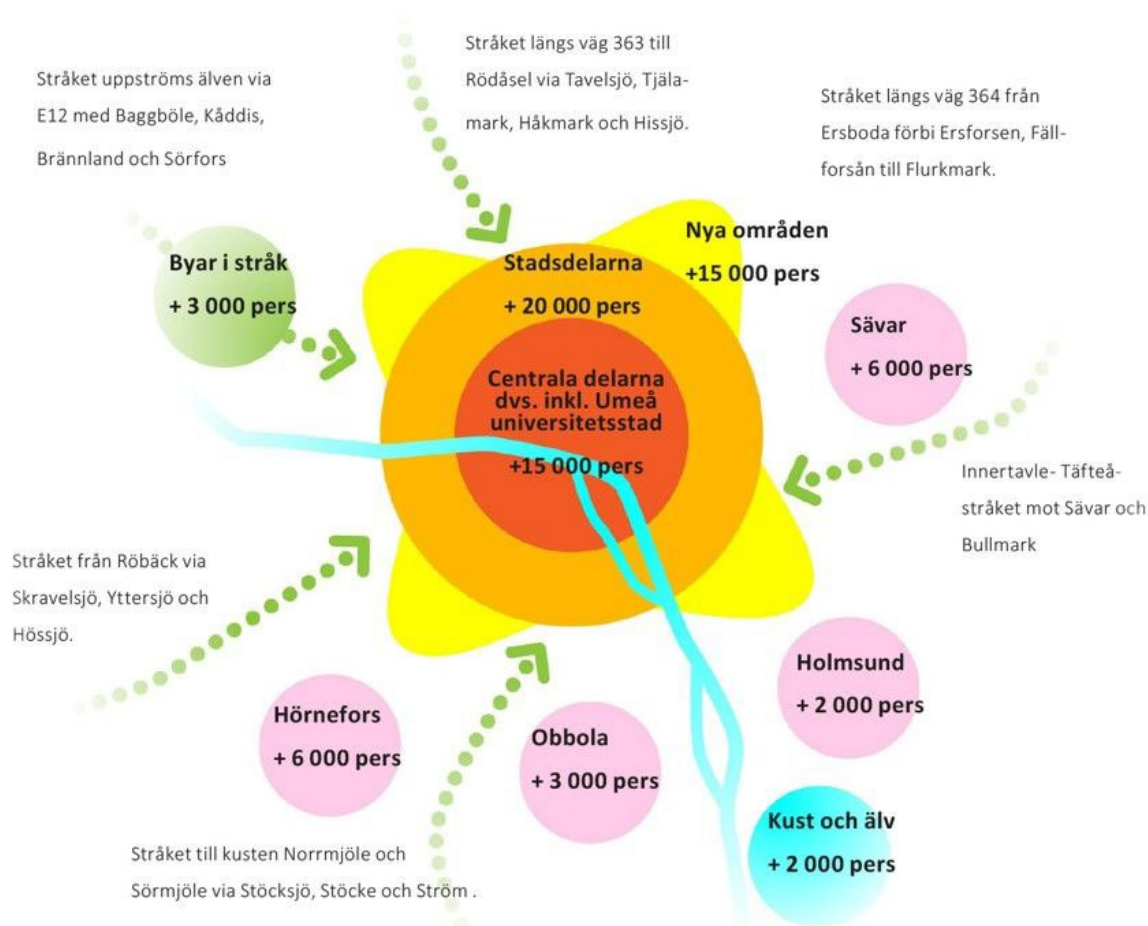 Stråket längs väg 363 till
Rödåsel via Tavelsjö, Tjäla-
mark, Håkmark och Hissjö.
Stråket uppströms älven via
E12 med Baggböle, Kåddis,
Brännland och Sörfors
Stråket längs väg 364 från
Ersboda förbi Ersforsen, Fäll-
forsån till Flurkmark.
Nya områden
+15 000 pers
Byar i stråk
+ 3 000 pers
Stadsdelarna
+ 20 000 pers
Sävar
+ 6 000 pers
Centrala delarna
dvs. inkl. Umeå
universitetsstad
+15 000 pers
Innertavle- Täfteå-
stråket mot Sävar och
Bullmark
Stråket från Röbäck via
Skravelsjö, Yttersjö och
Hössjö.
Holmsund
+ 2 000 pers
Hörnefors
+ 6 000 pers
Obbola
+ 3 000 pers
Kust och älv
+ 2 000 pers
Stråket till kusten Norrmjöle och
Sörmjöle via Stöcksjö, Stöcke och Ström .